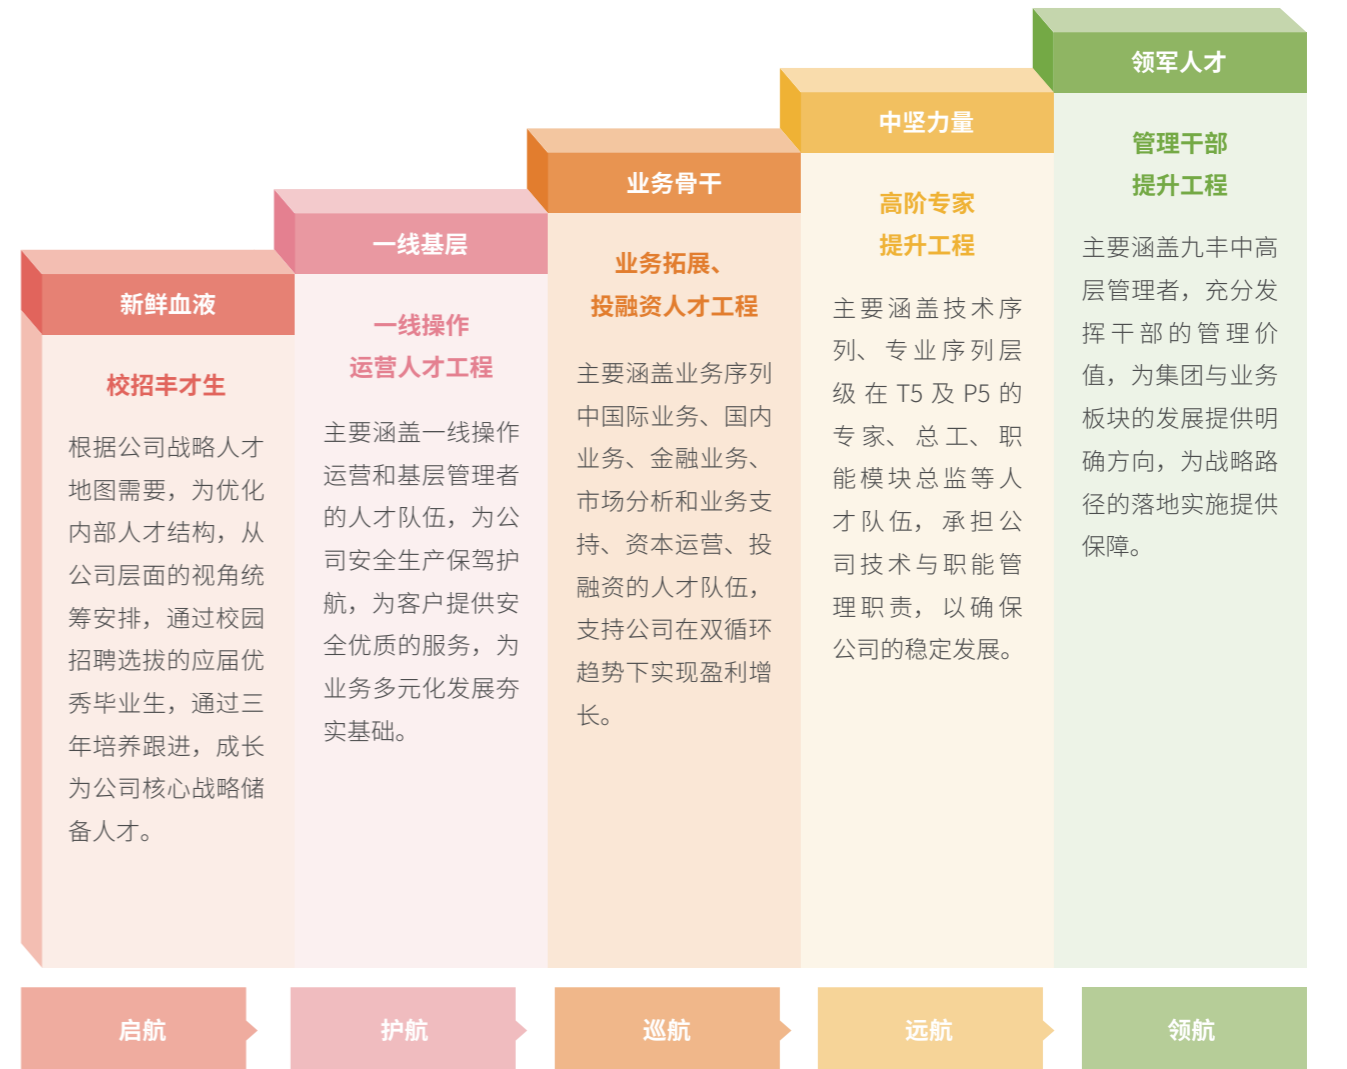 新鲜血液
校招丰才生
根据公司战略人才
地图需要，为优化
内部人才结构，从
公司层面的视角统
筹安排，通过校园
招聘选拔的应届优
秀毕业生，通过三
年培养跟进，成长
为公司核心战略储
备人才。
启航
一线基层
一线操作
运营人才工程
主要涵盖一线操作
运营和基层管理者
的人才队伍，为公
司安全生产保驾护
航，为客户提供安
全优质的服务，为
业务多元化发展夯
实基础。
护航
业务骨干
业务拓展、
投融资人才工程
主要涵盖业务序列
中国际业务、国内
业务、金融业务、
市场分析和业务支
持、资本运营、投
融资的人才队伍，
支持公司在双循环
趋势下实现盈利增
长。
巡航
中坚力量
高阶专家
提升工程
主要涵盖技术序
列、专业序列层
级在 T5 及 P5 的
专家、总工、职
能模块总监等人
才队伍，承担公
司技术与职能管
理职责，以确保
公司的稳定发展。
远航
领军人才
管理干部
提升工程
主要涵盖九丰中高
层管理者，充分发
挥干部的管理价
值，为集团与业务
板块的发展提供明
确方向，为战略路
径的落地实施提供
保障。
领航